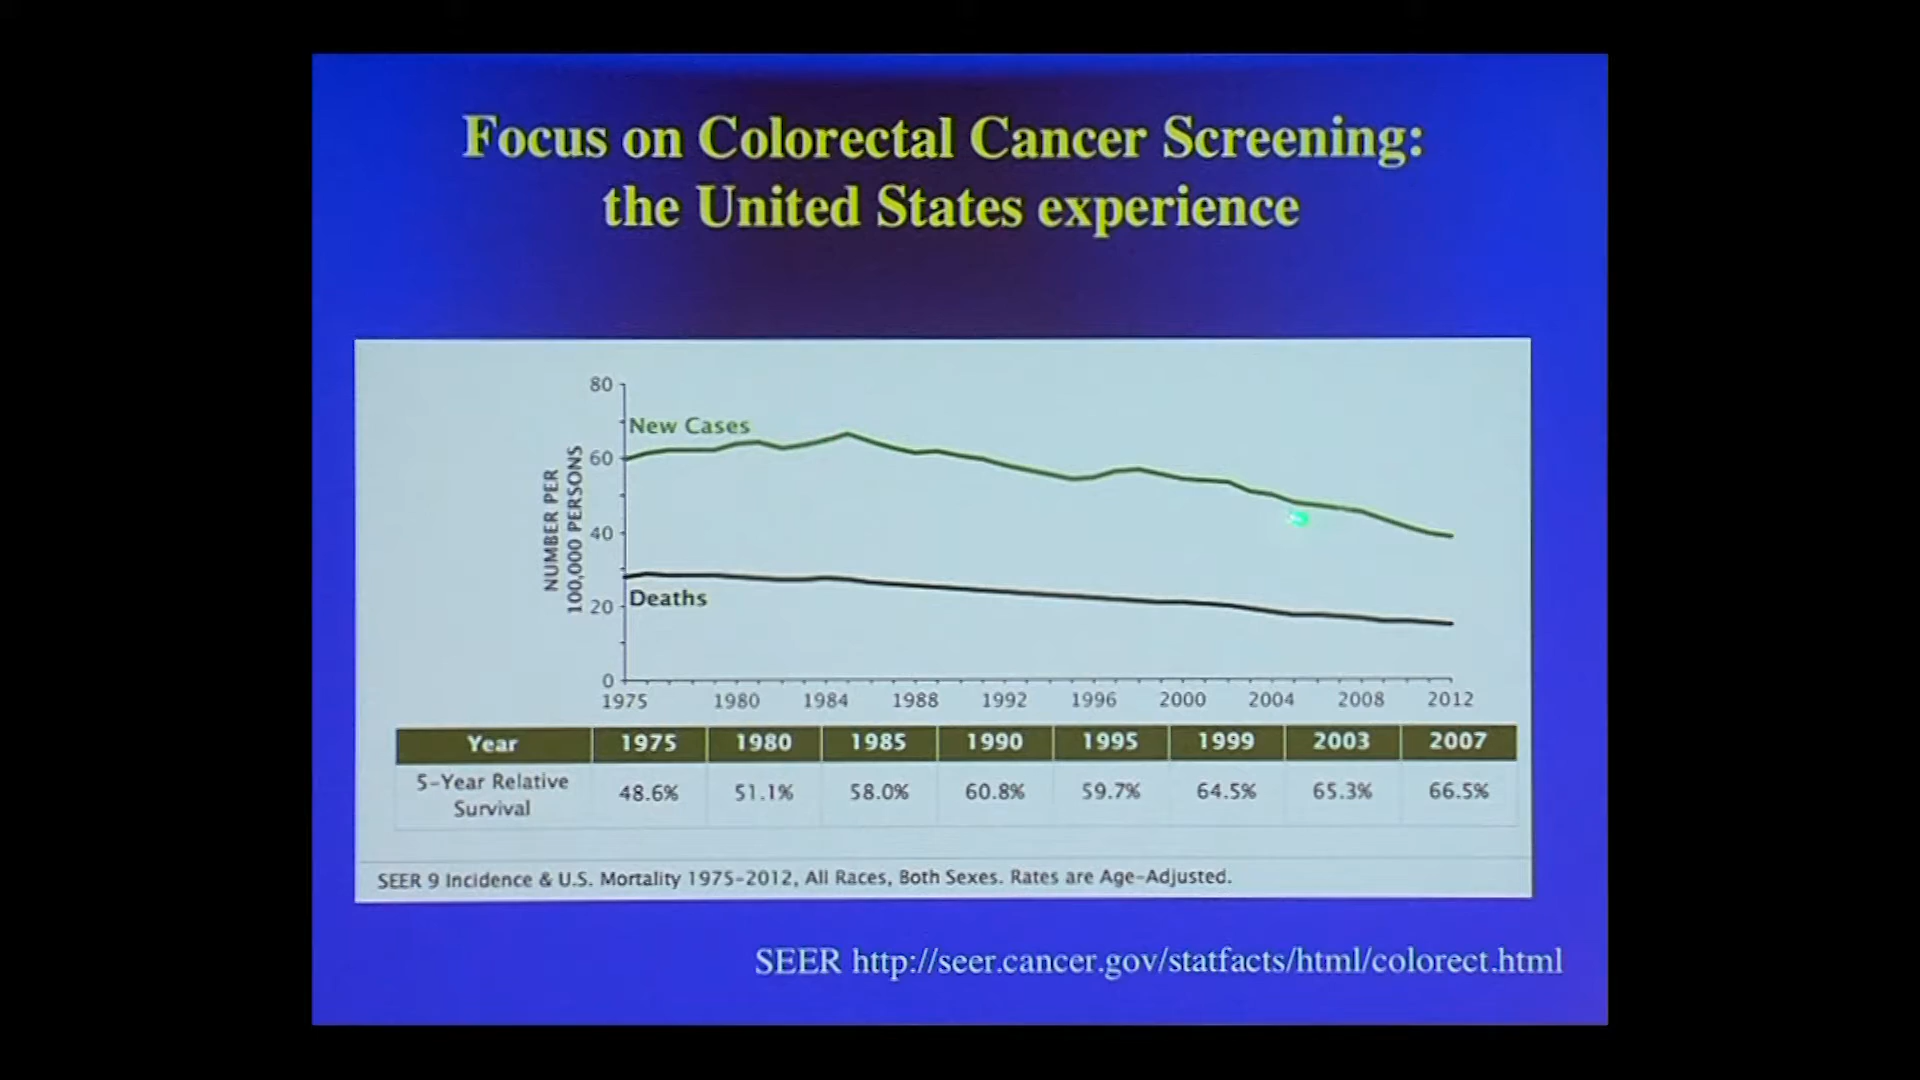 Focus on Colorectal Cancer Screening:
the United States experience
80
New Cases
60
NUMBER PER
100,000 PERSONS
40
20
Deaths
0
1975 1980 1984 1988 1992 1996 2000 2004 2008 2012
Year 1975 1980 1985 1990 1995 1999 2003 2007
5-Year Relative
Survival
48.6% 51.1% 58.0% 60.8% 59.7% 64.5% 65.3% 66.5%
SEER 9 Incidence & U.S. Mortality 1975-2012, All Races, Both Sexes. Rates are Age-Adjusted.
SEER http://seer.cancer.gov/statfacts/html/colorect.html